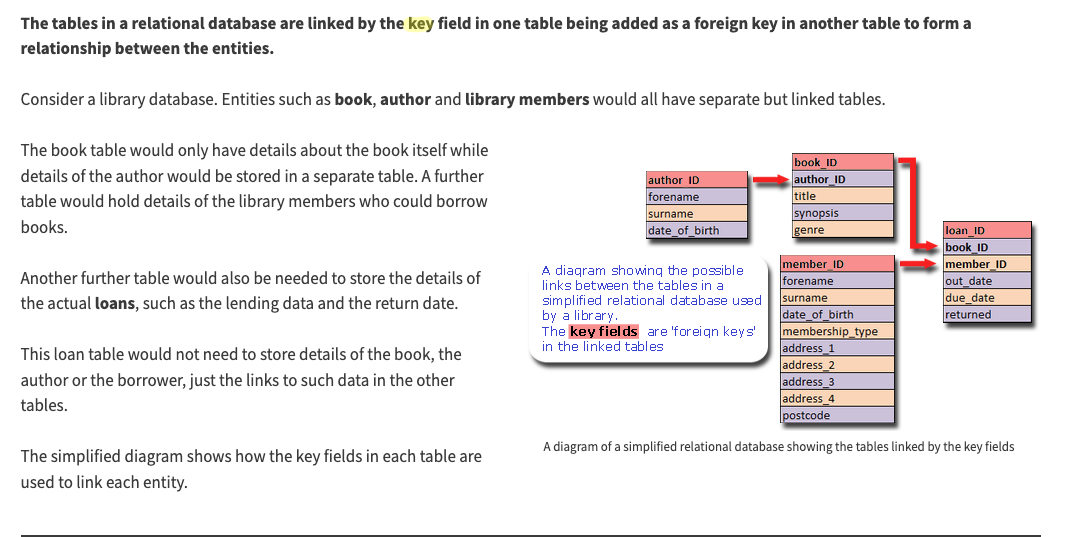 The tables in a relational database are linked by the key field in one table being added as a foreign key in another table to form a
relationship between the entities.
Consider a library database. Entities such as book, author and library members would all have separate but linked tables.
The book table would only have details about the book itself while
details of the author would be stored in a separate table. A further
table would hold details of the library members who could borrow
books.
Another further table would also be needed to store the details of
the actual loans, such as the lending data and the return date.
This loan table would not need to store details of the book, the
author or the borrower, just the links to such data in the other
tables.
The simplified diagram shows how the key fields in each table are
used to link each entity.
author_ID
forename
surname
date_of_birth
book_ID
author_ID
title
synopsis
genre
loan_ID
book_ID
member_ID
out_date
due_date
returned
member_ID
forename
surname
date_of_birth
membership_type
address_1
address_2
address_3
address_4
postcode
A diagram showing the possible
links between the tables in a
simplified relational database used
by a library.
The key fields are 'foreign keys'
in the linked tables
A diagram of a simplified relational database showing the tables linked by the key fields